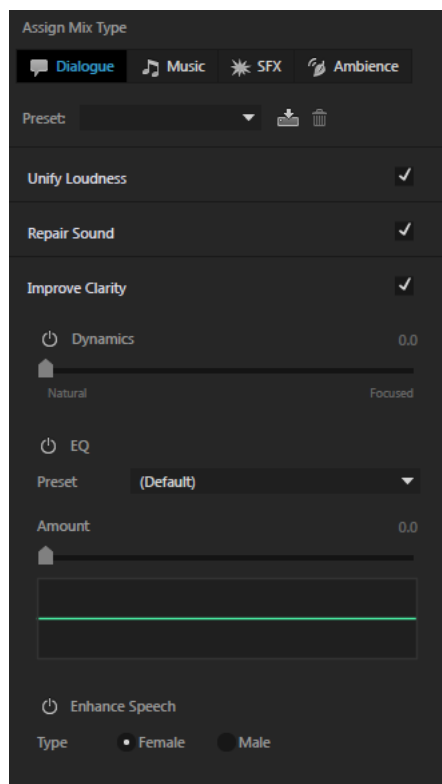 Assign Mix Type
Dialogue Music SFX Ambience
Preset:
Unify Loudness
Repair Sound
Improve Clarity
Dynamics 0.0
Natural Focused
EQ
Preset (Default)
Amount 0.0
Enhance Speech
Type Female Male